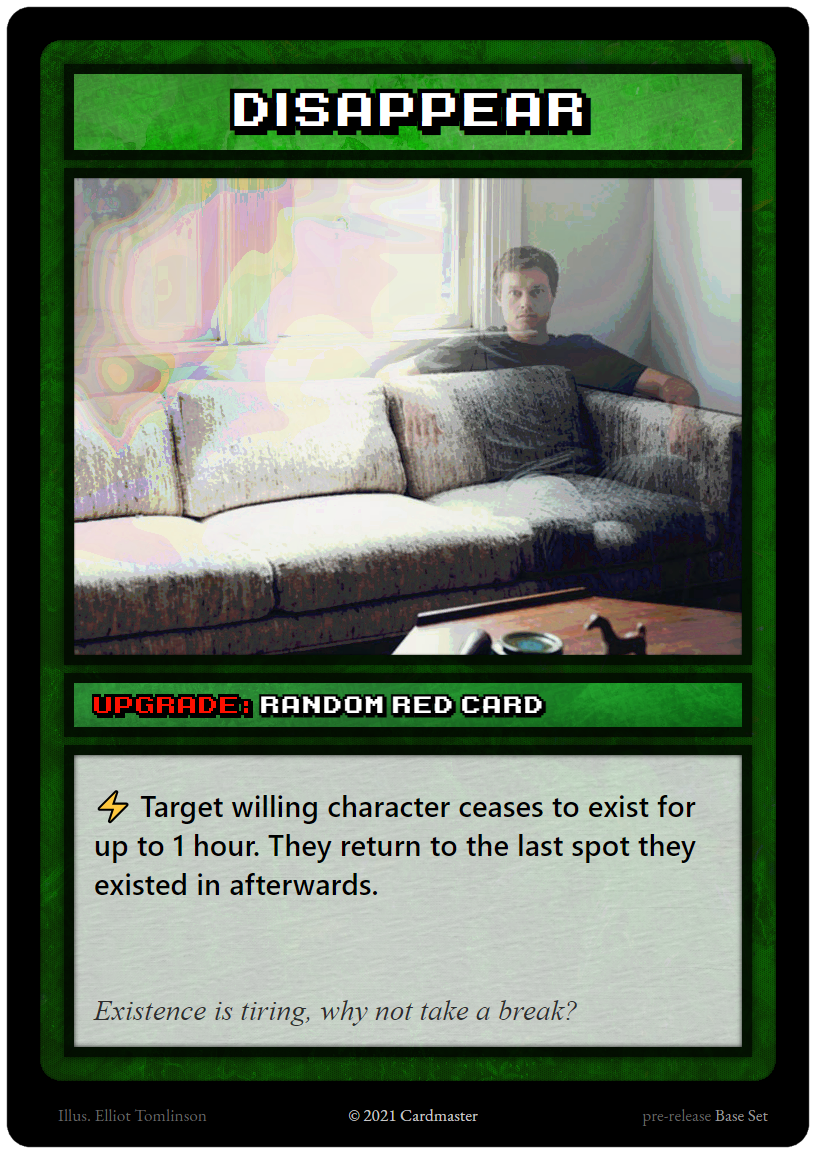 DISAPPEAR
UPGRADE: RANDOM RED CARD
⚡ Target willing character ceases to exist for
up to 1 hour. They return to the last spot they
existed in afterwards.
Existence is tiring, why not take a break?
Illus. Elliot Tomlinson © 2021 Cardmaster pre-release Base Set